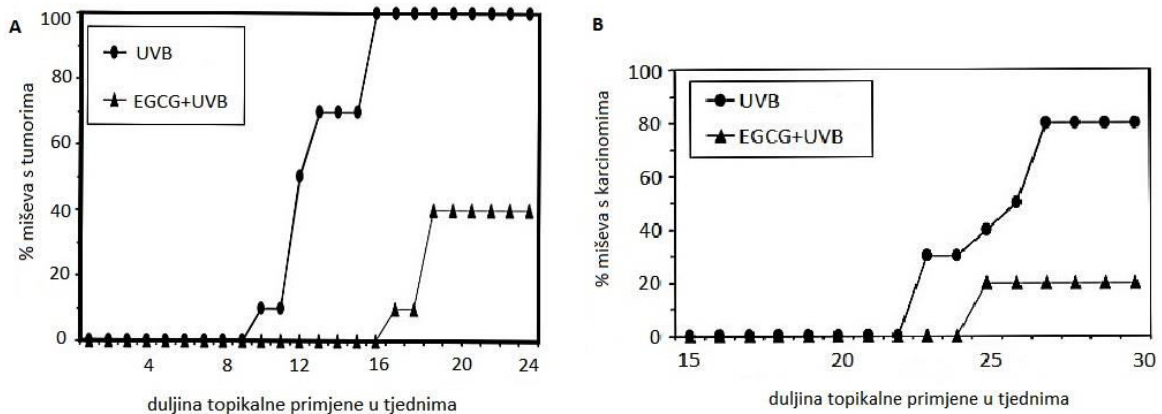 A
% miševa s tumorima
100
80
60
40
20
0
UVB
EGCG+UVB
4 8 12 16 20 24
duljina topikalne primjene u tjednima
B
% miševa s karcinomima
100
80
60
40
20
0
UVB
EGCG+UVB
15 20 25 30
duljina topikalne primjene u tjednima